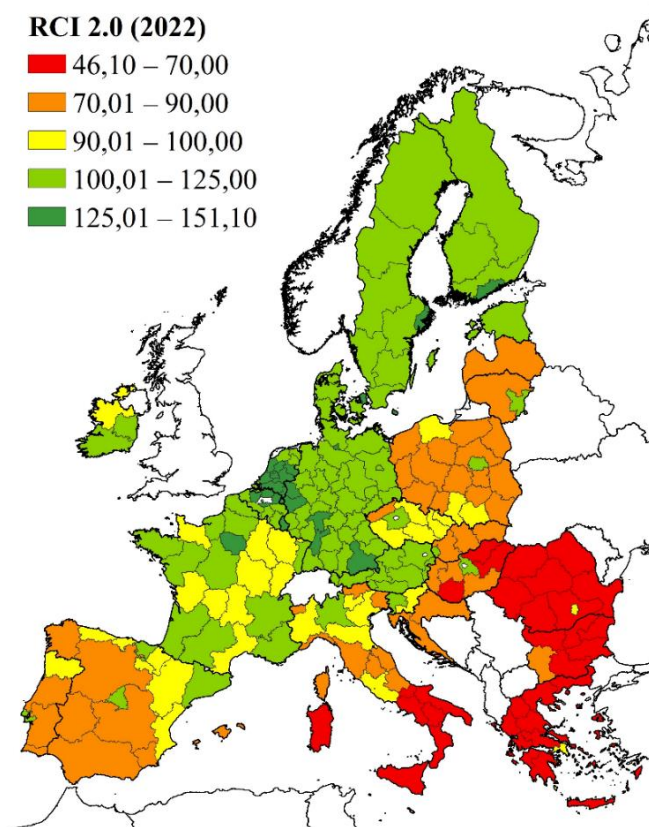 RCI 2.0 (2022)
46,10 – 70,00
70,01 – 90,00
90,01 – 100,00
100,01 – 125,00
125,01 – 151,10